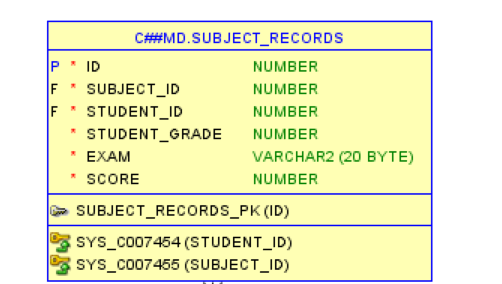 C##MD.SUBJECT_RECORDS
P * ID NUMBER
F * SUBJECT_ID NUMBER
F * STUDENT_ID NUMBER
* STUDENT_GRADE NUMBER
* EXAM VARCHAR2 (20 BYTE)
* SCORE NUMBER
SUBJECT_RECORDS_PK (ID)
SYS_C007454 (STUDENT_ID)
SYS_C007455 (SUBJECT_ID)